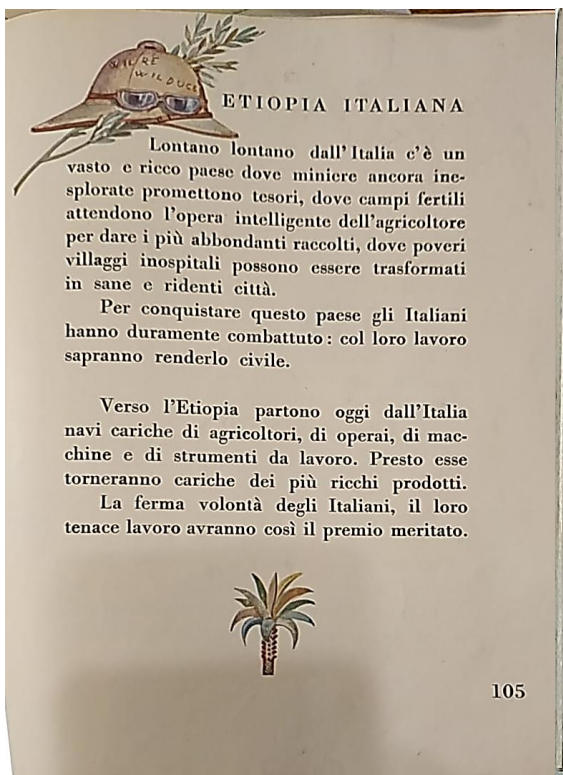 W IL RE
W IL DUCE
ETIOPIA ITALIANA
Lontano lontano dall'Italia c'è un
vasto e ricco paese dove miniere ancora ine-
splorate promettono tesori, dove campi fertili
attendono l'opera intelligente dell'agricoltore
per dare i più abbondanti raccolti, dove poveri
villaggi inospitali possono essere trasformati
in sane e ridenti città.
Per conquistare questo paese gli Italiani
hanno duramente combattuto: col loro lavoro
sapranno renderlo civile.
Verso l'Etiopia partono oggi dall'Italia
navi cariche di agricoltori, di operai, di mac-
chine e di strumenti da lavoro. Presto esse
torneranno cariche dei più ricchi prodotti.
La ferma volontà degli Italiani, il loro
tenace lavoro avranno così il premio meritato.
105